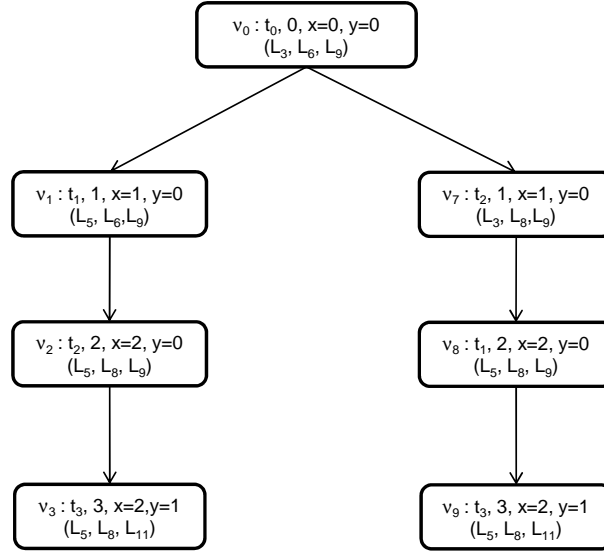 ν₀ : t₀, 0, x=0, y=0
(L₃, L₆, L₉)
ν₁ : t₁, 1, x=1, y=0
(L₅, L₆,L₉)
ν₇ : t₂, 1, x=1, y=0
(L₃, L₈,L₉)
ν₂ : t₂, 2, x=2, y=0
(L₅, L₈, L₉)
ν₈ : t₁, 2, x=2, y=0
(L₅, L₈, L₉)
ν₃ : t₃, 3, x=2,y=1
(L₅, L₈, L₁₁)
ν₉ : t₃, 3, x=2, y=1
(L₅, L₈, L₁₁)